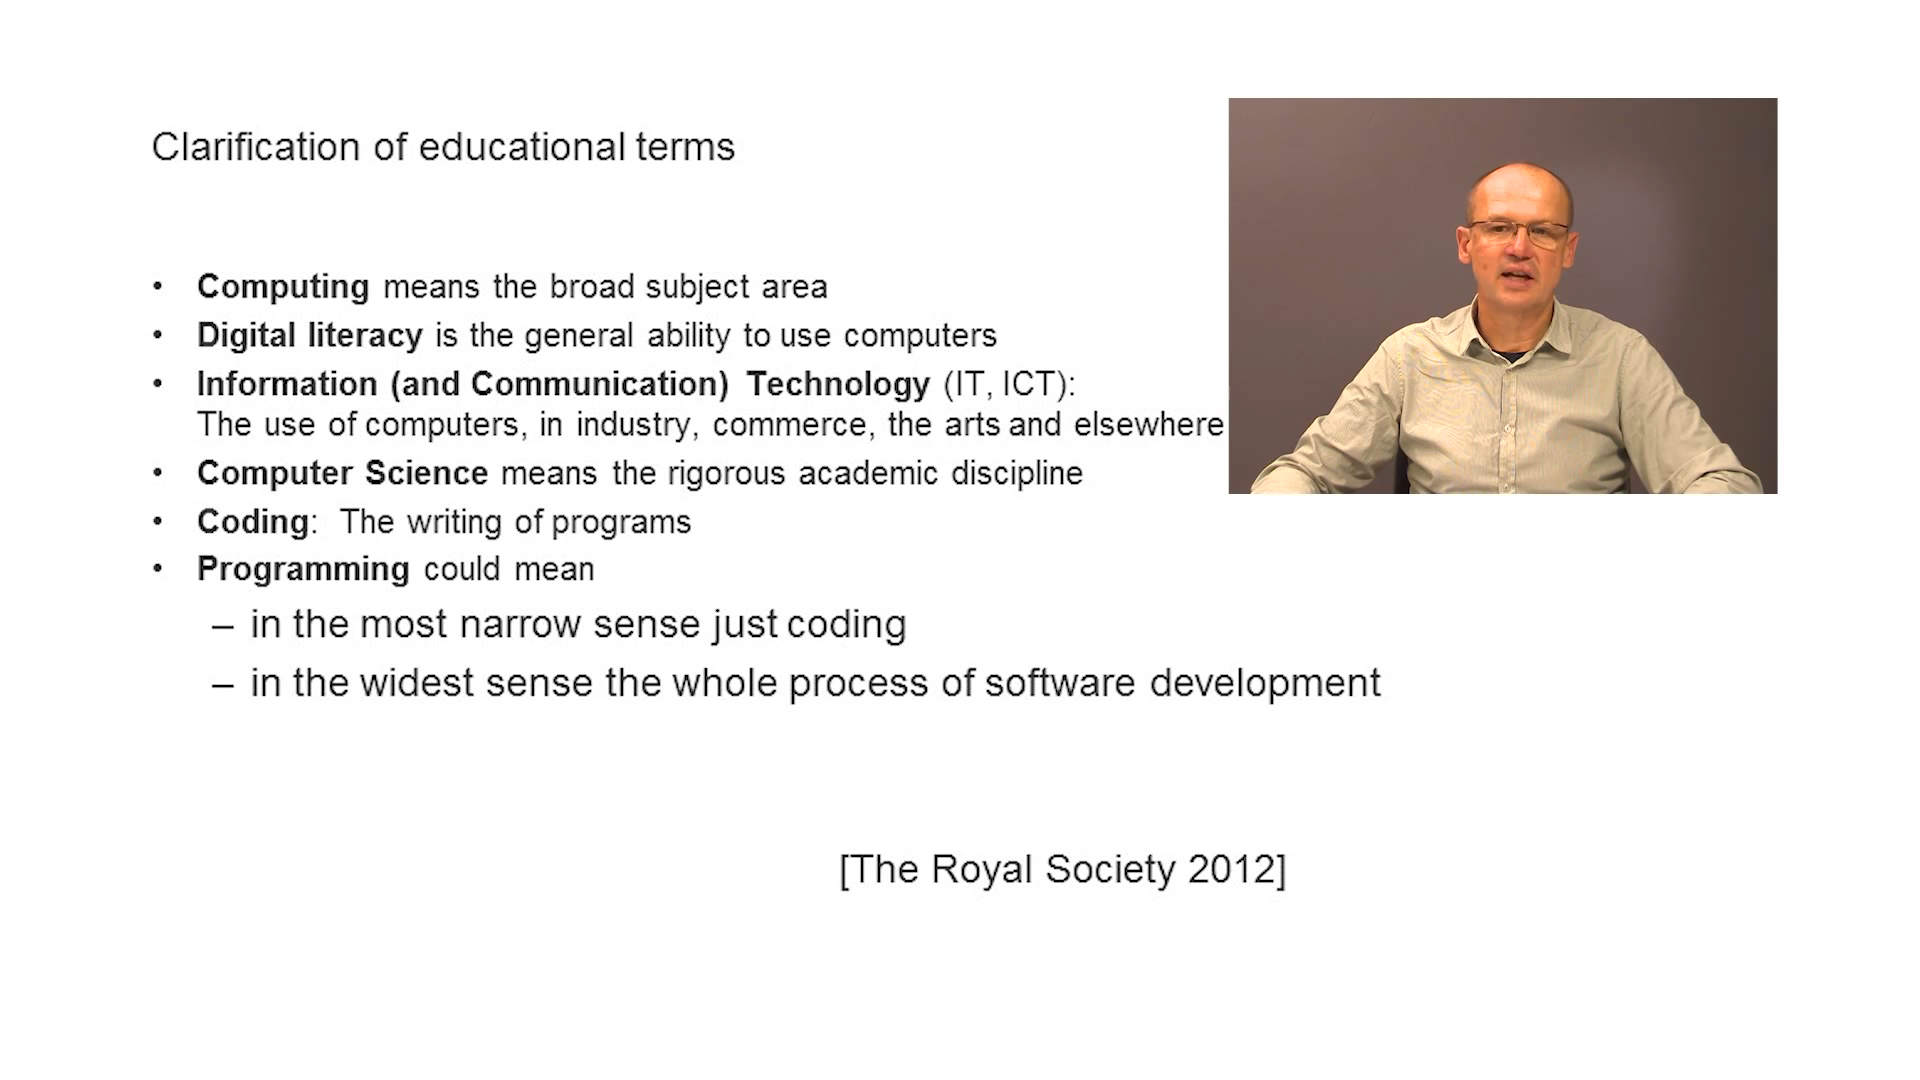 Clarification of educational terms
• Computing means the broad subject area
• Digital literacy is the general ability to use computers
• Information (and Communication) Technology (IT, ICT):
The use of computers, in industry, commerce, the arts and elsewhere
• Computer Science means the rigorous academic discipline
• Coding: The writing of programs
• Programming could mean
– in the most narrow sense just coding
– in the widest sense the whole process of software development
[The Royal Society 2012]